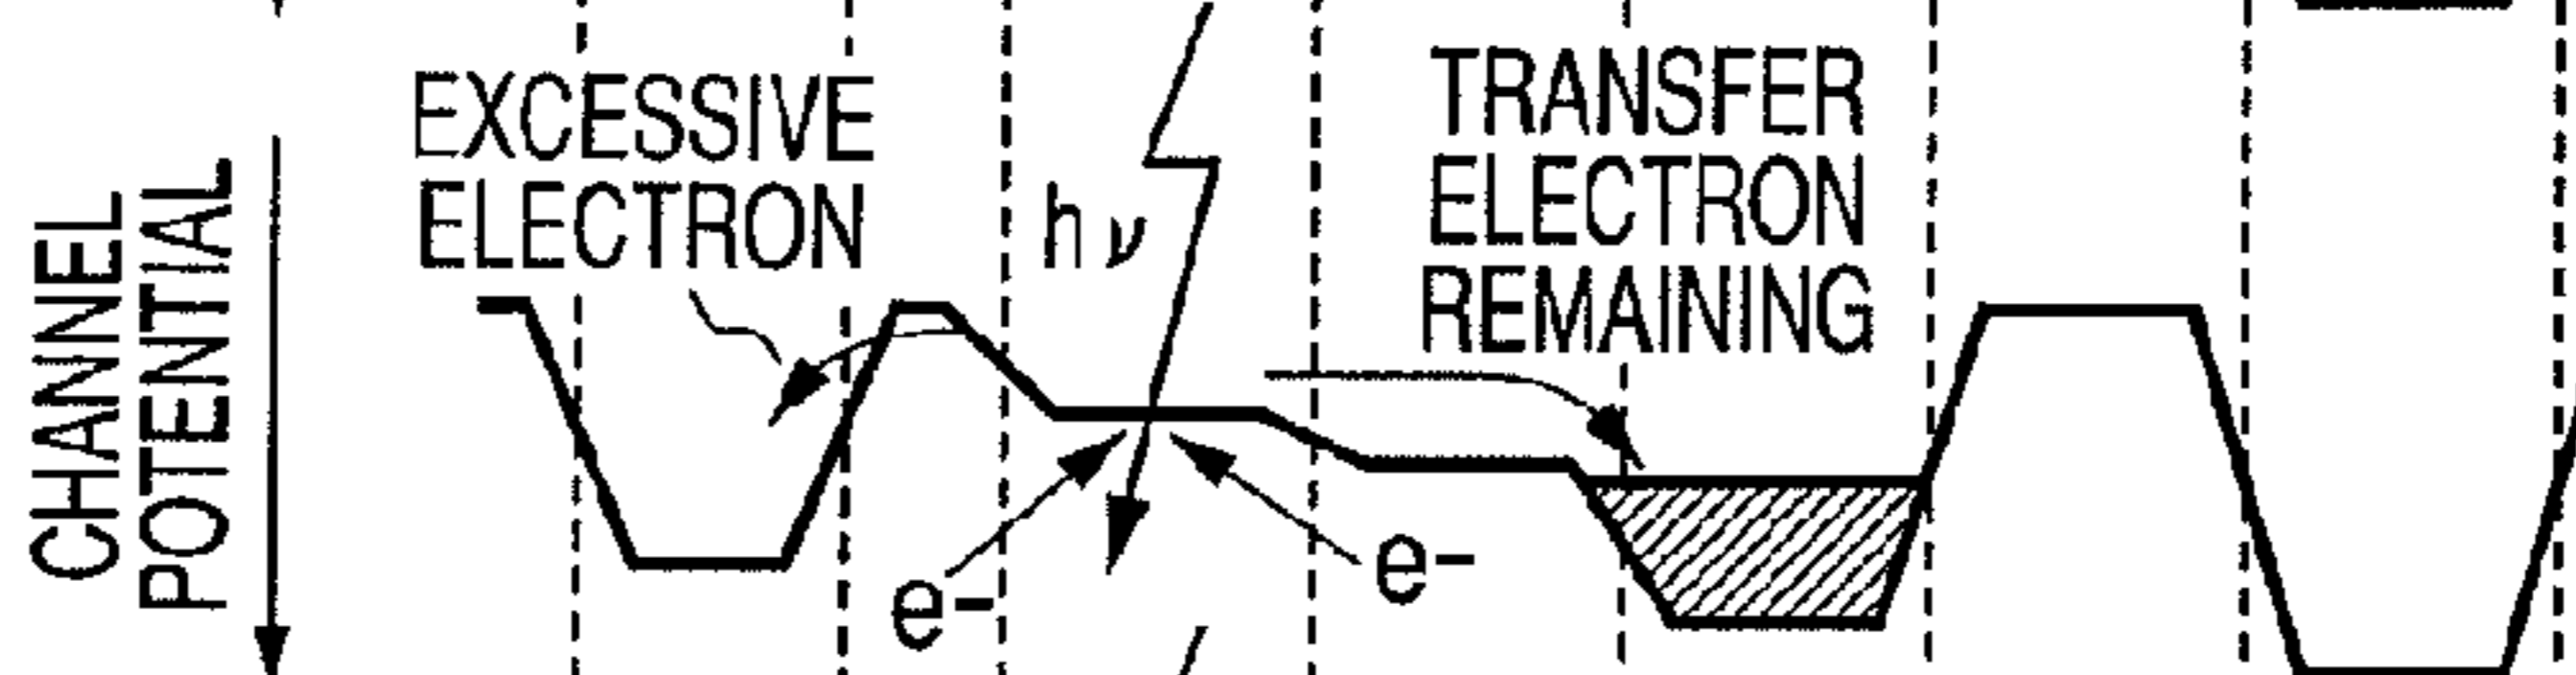 CHANNEL
POTENTIAL
EXCESSIVE
ELECTRON
hν
TRANSFER
ELECTRON
REMAINING
e-
e-